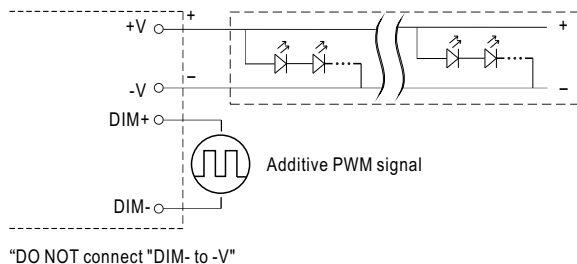 +V
+
+
-V
−
−
DIM+
Additive PWM signal
DIM-
“DO NOT connect "DIM- to -V"